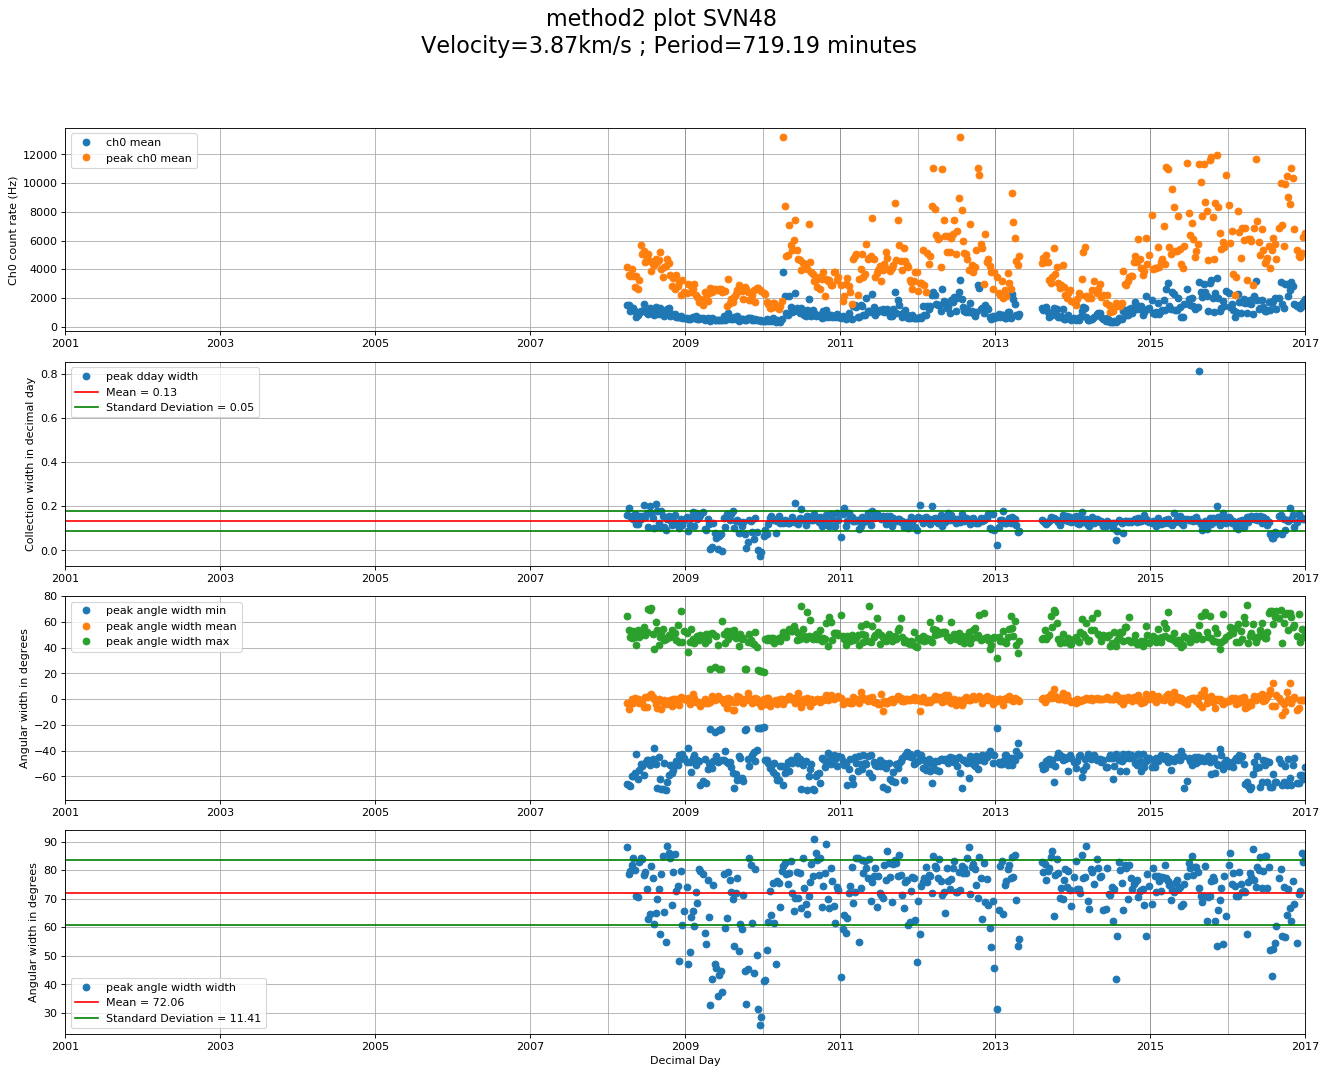 method2 plot SVN48
Velocity=3.87km/s ; Period=719.19 minutes
Ch0 count rate (Hz)
12000
10000
8000
6000
4000
2000
0
ch0 mean
peak ch0 mean
2001 2003 2005 2007 2009 2011 2013 2015 2017
Collection width in decimal day
0.8
0.6
0.4
0.2
0.0
peak dday width
Mean = 0.13
Standard Deviation = 0.05
2001 2003 2005 2007 2009 2011 2013 2015 2017
Angular width in degrees
80
60
40
20
0
−20
−40
−60
peak angle width min
peak angle width mean
peak angle width max
2001 2003 2005 2007 2009 2011 2013 2015 2017
Angular width in degrees
90
80
70
60
50
40
30
peak angle width width
Mean = 72.06
Standard Deviation = 11.41
2001 2003 2005 2007 2009 2011 2013 2015 2017
Decimal Day